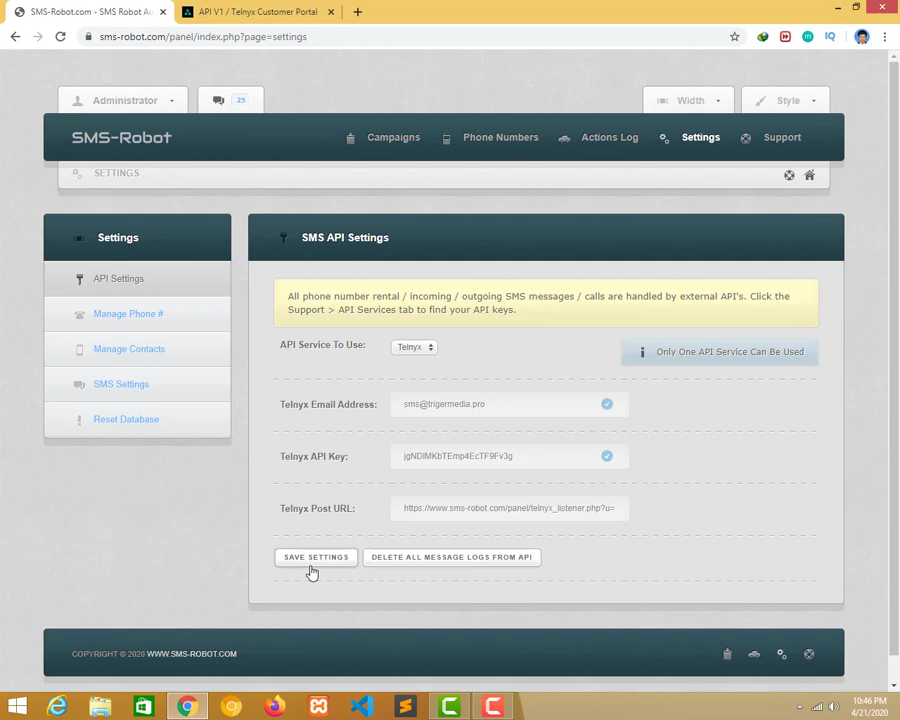 SMS-Robot.com - SMS Robot Au
API V1 / Telnyx Customer Portal
sms-robot.com/panel/index.php?page=settings
Administrator
25
Width
Style
SMS-Robot
Campaigns
Phone Numbers
Actions Log
Settings
Support
SETTINGS
Settings
SMS API Settings
API Settings
Manage Phone #
Manage Contacts
SMS Settings
Reset Database
All phone number rental / incoming / outgoing SMS messages / calls are handled by external API's. Click the
Support > API Services tab to find your API keys.
API Service To Use:
Telnyx
Only One API Service Can Be Used
Telnyx Email Address:
sms@trigermedia.pro
Telnyx API Key:
jgNDIMKbTEmp4EcTF9Fv3g
Telnyx Post URL:
https://www.sms-robot.com/panel/telnyx_listener.php?u=
SAVE SETTINGS
DELETE ALL MESSAGE LOGS FROM API
COPYRIGHT © 2020 WWW.SMS-ROBOT.COM
10:46 PM
4/21/2020